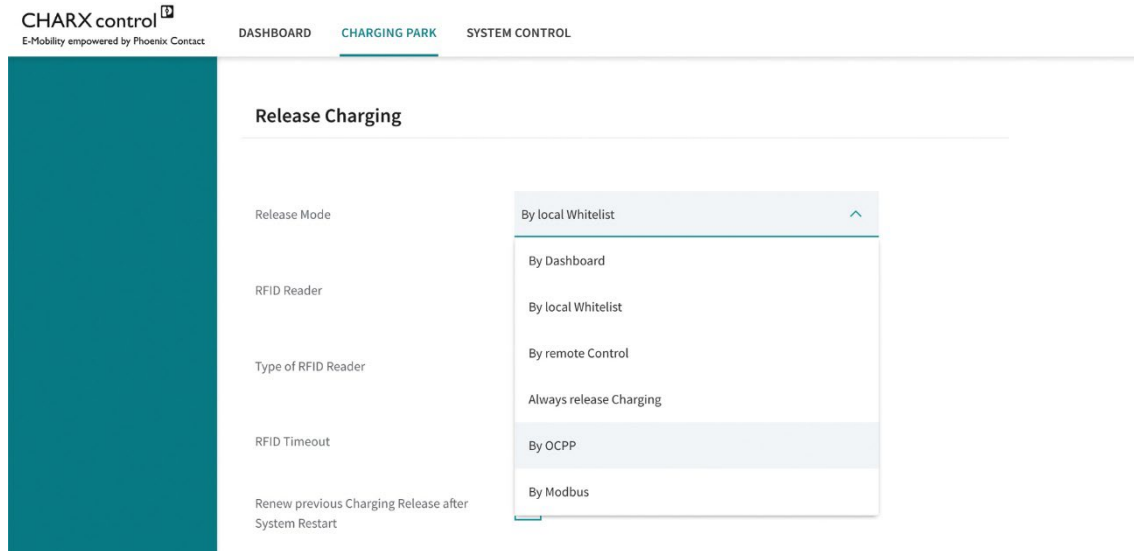 CHARX control
E-Mobility empowered by Phoenix Contact
DASHBOARD CHARGING PARK SYSTEM CONTROL
Release Charging
Release Mode
By local Whitelist
By Dashboard
RFID Reader
By local Whitelist
By remote Control
Type of RFID Reader
Always release Charging
RFID Timeout
By OCPP
By Modbus
Renew previous Charging Release after
System Restart